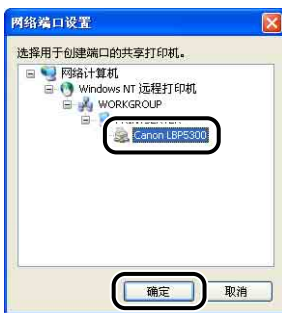 网络端口设置
选择用于创建端口的共享打印机。
网络计算机
Windows NT 远程打印机
WORKGROUP
Canon LBP5300
确定
取消